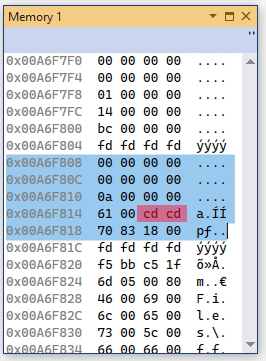 Memory 1
0x00A6F7F0 00 00 00 00 ....
0x00A6F7F4 00 00 00 00 ....
0x00A6F7F8 01 00 00 00 ....
0x00A6F7FC 14 00 00 00 ....
0x00A6F800 bc 00 00 00 ....
0x00A6F804 fd fd fd fd ýýýý
0x00A6F808 00 00 00 00 ....
0x00A6F80C 00 00 00 00 ....
0x00A6F810 0a 00 00 00 ....
0x00A6F814 61 00 cd cd a.ÍÍ
0x00A6F818 70 83 18 00 pƒ..
0x00A6F81C fd fd fd fd ýýýý
0x00A6F820 f5 bb c5 1f õ»Å.
0x00A6F824 6d 05 00 80 m..€
0x00A6F828 46 00 69 00 F.i.
0x00A6F82C 6c 00 65 00 l.e.
0x00A6F830 73 00 5c 00 s.\.
0x00A6F834 66 00 66 00 f.f.